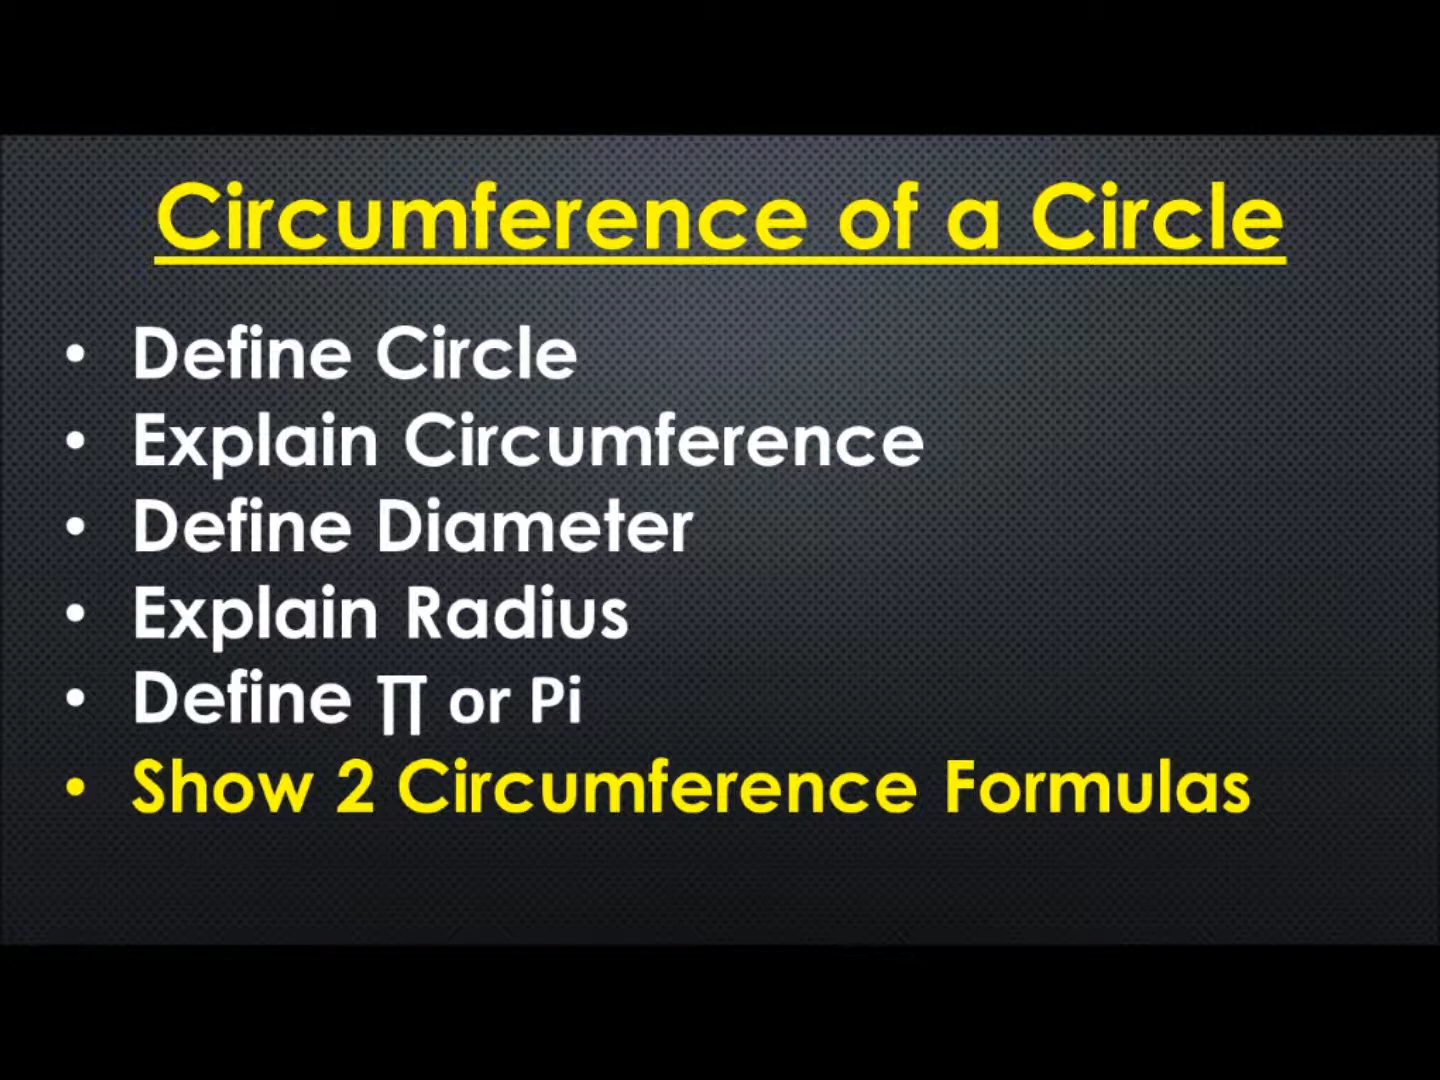 Circumference of a Circle
• Define Circle
• Explain Circumference
• Define Diameter
• Explain Radius
• Define ∏ or Pi
• Show 2 Circumference Formulas